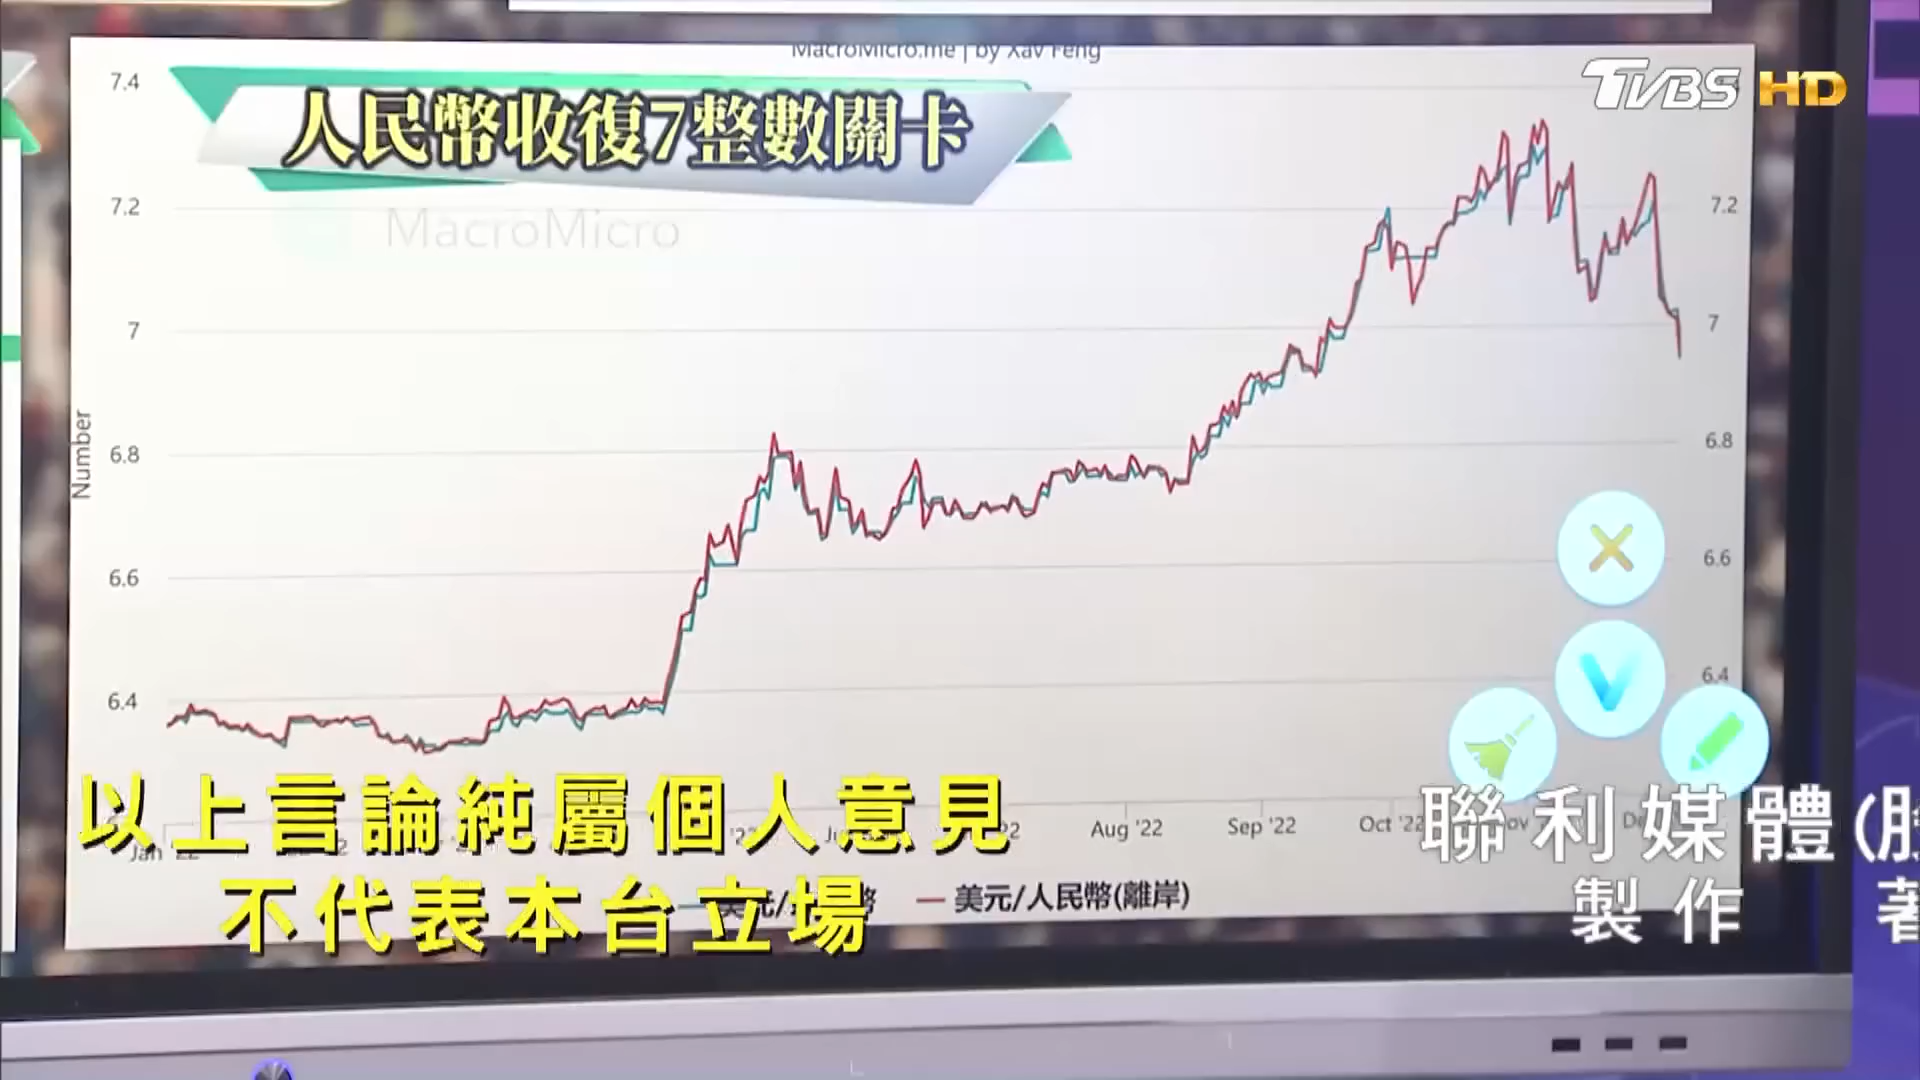 MacroMicro.me | by Xav Feng
TVBS HD
人民幣收復7整數關卡
MacroMicro
7.4
7.2
7
6.8
6.6
6.4
Number
7.2
7
6.8
6.6
6.4
Aug '22
Sep '22
Oct '22
美元/人民幣(離岸)
以上言論純屬個人意見
不代表本台立場
聯利媒體(股
製作 著